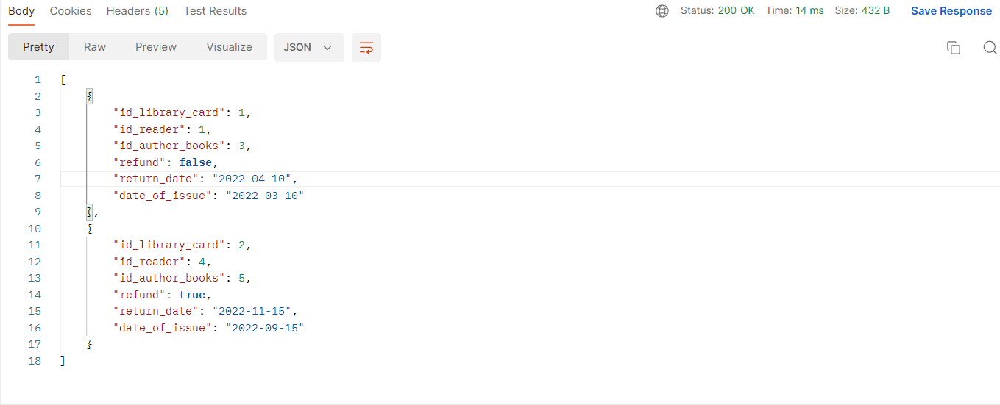 Body Cookies Headers (5) Test Results Status: 200 OK Time: 14 ms Size: 432 B Save Response
Pretty Raw Preview Visualize JSON
1 [
2 {
3 "id_library_card": 1,
4 "id_reader": 1,
5 "id_author_books": 3,
6 "refund": false,
7 "return_date": "2022-04-10",
8 "date_of_issue": "2022-03-10"
9 },
10 {
11 "id_library_card": 2,
12 "id_reader": 4,
13 "id_author_books": 5,
14 "refund": true,
15 "return_date": "2022-11-15",
16 "date_of_issue": "2022-09-15"
17 }
18 ]